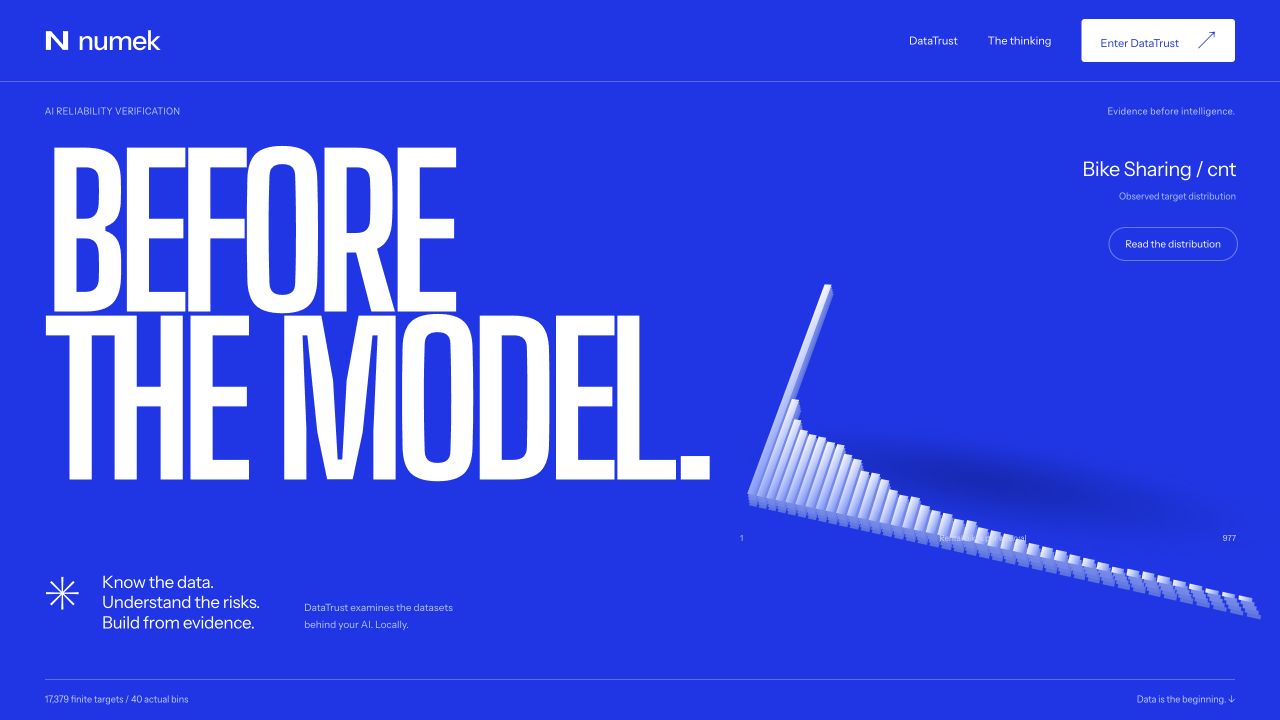 N numek
DataTrust
The thinking
Enter DataTrust
AI RELIABILITY VERIFICATION
Evidence before intelligence.
BEFORE
THE MODEL.
Bike Sharing / cnt
Observed target distribution
Read the distribution
1
977
Know the data.
Understand the risks.
Build from evidence.
DataTrust examines the datasets
behind your AI. Locally.
17,379 finite targets / 40 actual bins
Data is the beginning. ↓